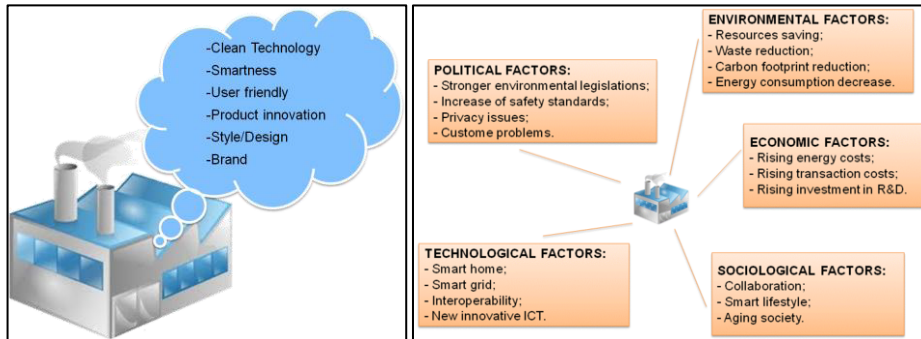 -Clean Technology
-Smartness
-User friendly
-Product innovation
-Style/Design
-Brand
POLITICAL FACTORS:
- Stronger environmental legislations;
- Increase of safety standards;
- Privacy issues;
- Custome problems.
ENVIRONMENTAL FACTORS:
- Resources saving;
- Waste reduction;
- Carbon footprint reduction;
- Energy consumption decrease.
ECONOMIC FACTORS:
- Rising energy costs;
- Rising transaction costs;
- Rising investment in R&D.
TECHNOLOGICAL FACTORS:
- Smart home;
- Smart grid;
- Interoperability;
- New innovative ICT.
SOCIOLOGICAL FACTORS:
- Collaboration;
- Smart lifestyle;
- Aging society.